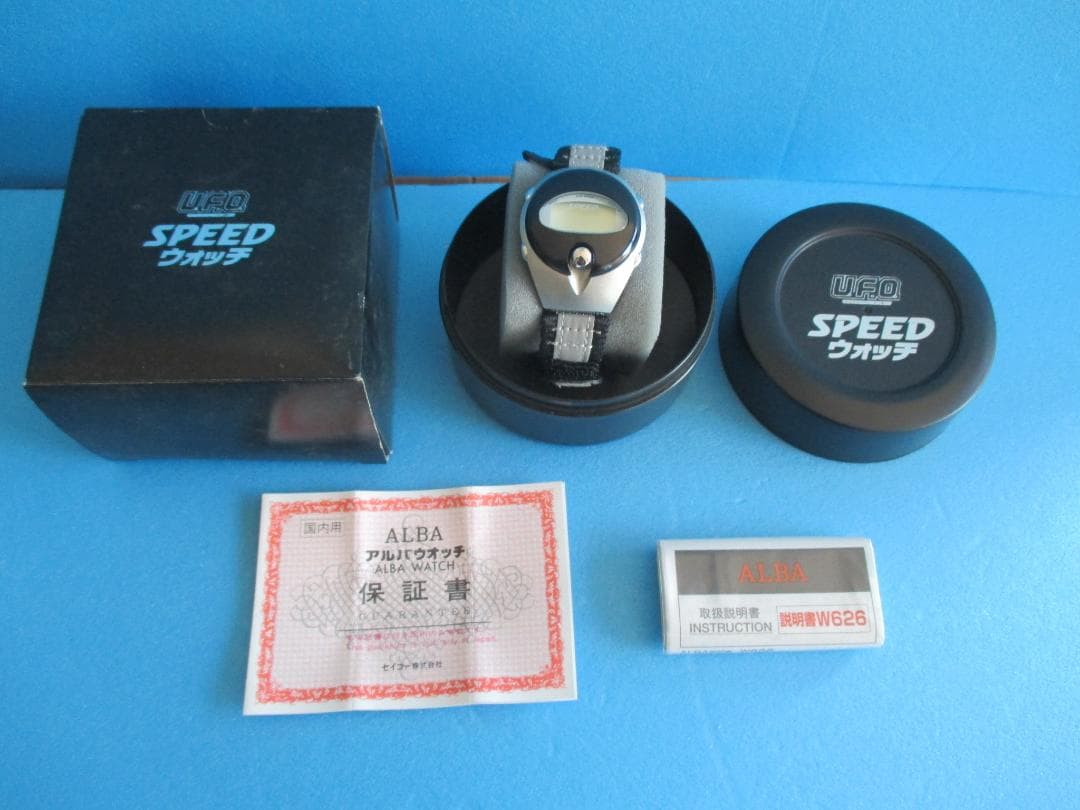 U.F.O
SPEED
ウォッチ
U.F.O
SPEED
ウォッチ
国内用
ALBA
アルバウオッチ
ALBA WATCH
保証書
GUARANTEE
セイコー株式会社
ALBA
取扱説明書
INSTRUCTION
説明書W626